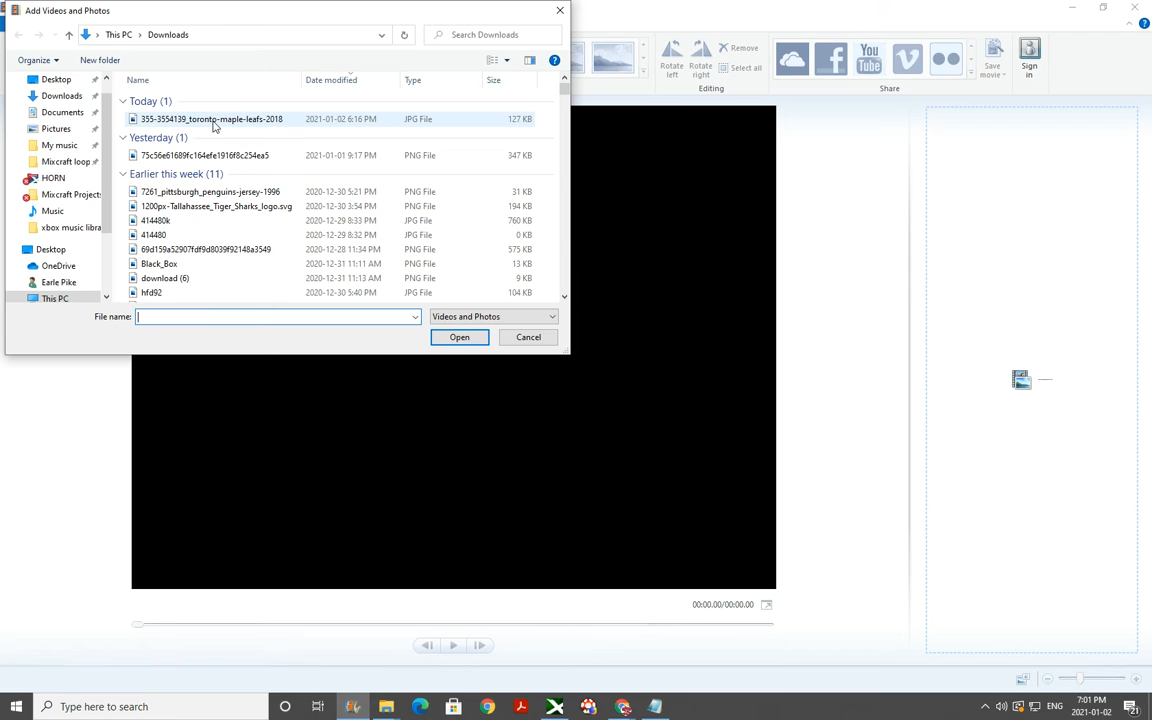 Add Videos and Photos
This PC > Downloads
Search Downloads
Organize
New folder
Remove
Rotate left
Rotate right
Select all
Save movie
Sign in
Editing
Share
You Tube
Name
Date modified
Type
Size
Desktop
Downloads
Documents
Pictures
My music
Mixcraft loop
HORN
Mixcraft Projects
Music
xbox music libra
Desktop
OneDrive
Earle Pike
This PC
Today (1)
355-3554139_toronto-maple-leafs-2018 2021-01-02 6:16 PM JPG File 127 KB
Yesterday (1)
75c56e61689fc164efe1916f8c254ea5 2021-01-01 9:17 PM PNG File 347 KB
Earlier this week (11)
7261_pittsburgh_penguins-jersey-1996 2020-12-30 5:21 PM PNG File 31 KB
1200px-Tallahassee_Tiger_Sharks_logo.svg 2020-12-30 3:54 PM PNG File 194 KB
414480k 2020-12-29 8:33 PM JPG File 760 KB
414480 2020-12-29 8:32 PM JPG File 0 KB
69d159a52907fdf9d8039f92148a3549 2020-12-28 11:34 PM PNG File 575 KB
Black_Box 2020-12-31 11:11 AM PNG File 13 KB
download (6) 2020-12-31 11:13 AM PNG File 9 KB
hfd92 2020-12-30 5:40 PM JPG File 104 KB
File name:
Videos and Photos
Open
Cancel
00:00.00/00:00.00
Type here to search
ENG
7:01 PM
2021-01-02
21